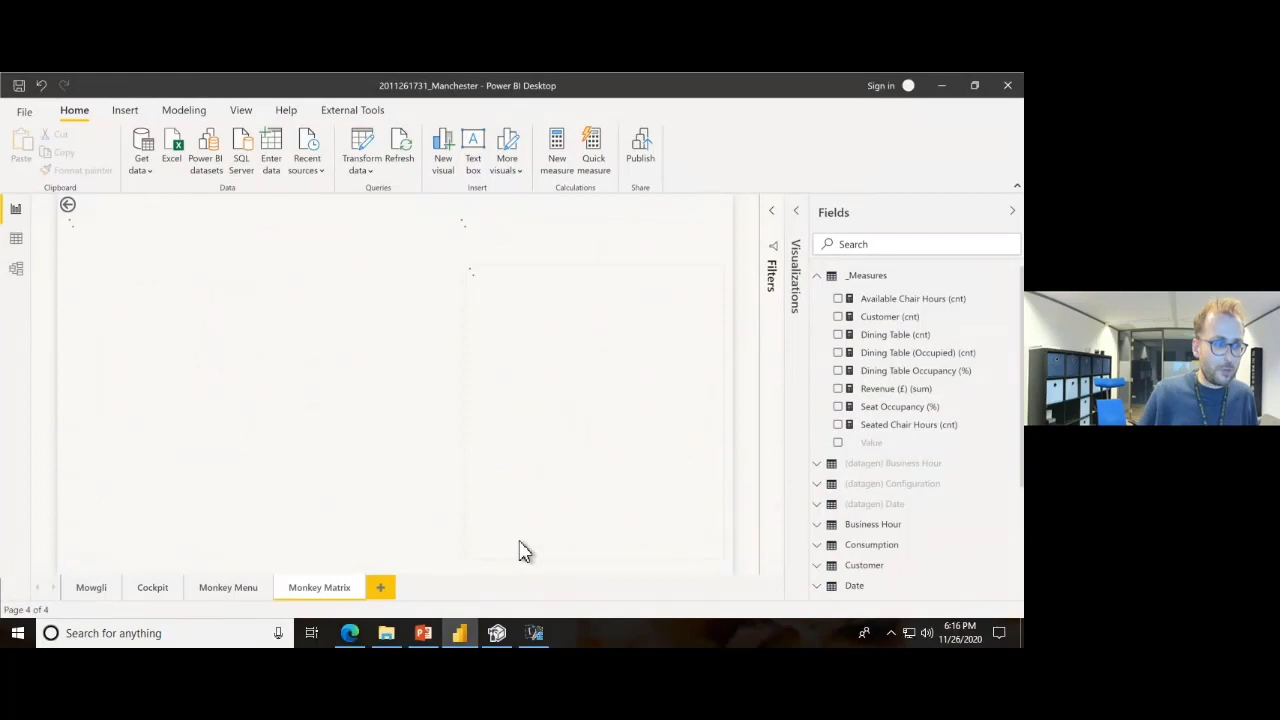 2011261731_Manchester - Power BI Desktop
Sign in
File
Home
Insert
Modeling
View
Help
External Tools
Paste
Cut
Copy
Format painter
Clipboard
Get data
Excel
Power BI datasets
SQL Server
Enter data
Recent sources
Data
Transform data
Refresh
Queries
New visual
Text box
More visuals
Insert
New measure
Quick measure
Calculations
Publish
Share
Filters
Visualizations
Fields
Search
_Measures
Available Chair Hours (cnt)
Customer (cnt)
Dining Table (cnt)
Dining Table (Occupied) (cnt)
Dining Table Occupancy (%)
Revenue (£) (sum)
Seat Occupancy (%)
Seated Chair Hours (cnt)
Value
(datagen) Business Hour
(datagen) Configuration
(datagen) Date
Business Hour
Consumption
Customer
Date
Mowgli
Cockpit
Monkey Menu
Monkey Matrix
Page 4 of 4
Search for anything
6:16 PM
11/26/2020